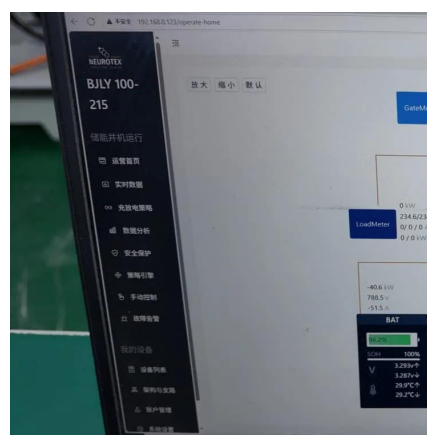 不安全 192.168.0.123/operate-home
NEUROTEX
BJLY 100-
215
放大 缩小 默认
储能并机运行
运营首页
实时数据
充放电策略
数据分析
安全保护
策略引擎
手动控制
故障告警
我的设备
设备列表
架构与支路
账户管理
系统设置
GateMe
0 kW
234.6/23
LoadMeter
0/ 0 / 0
0 / 0 kW
-40.6 kW
788.5 V
-51.5 A
BAT
86.2%
SOH 100%
V
3.293v↑
3.287v↓
29.9°C↑
29.2°C↓